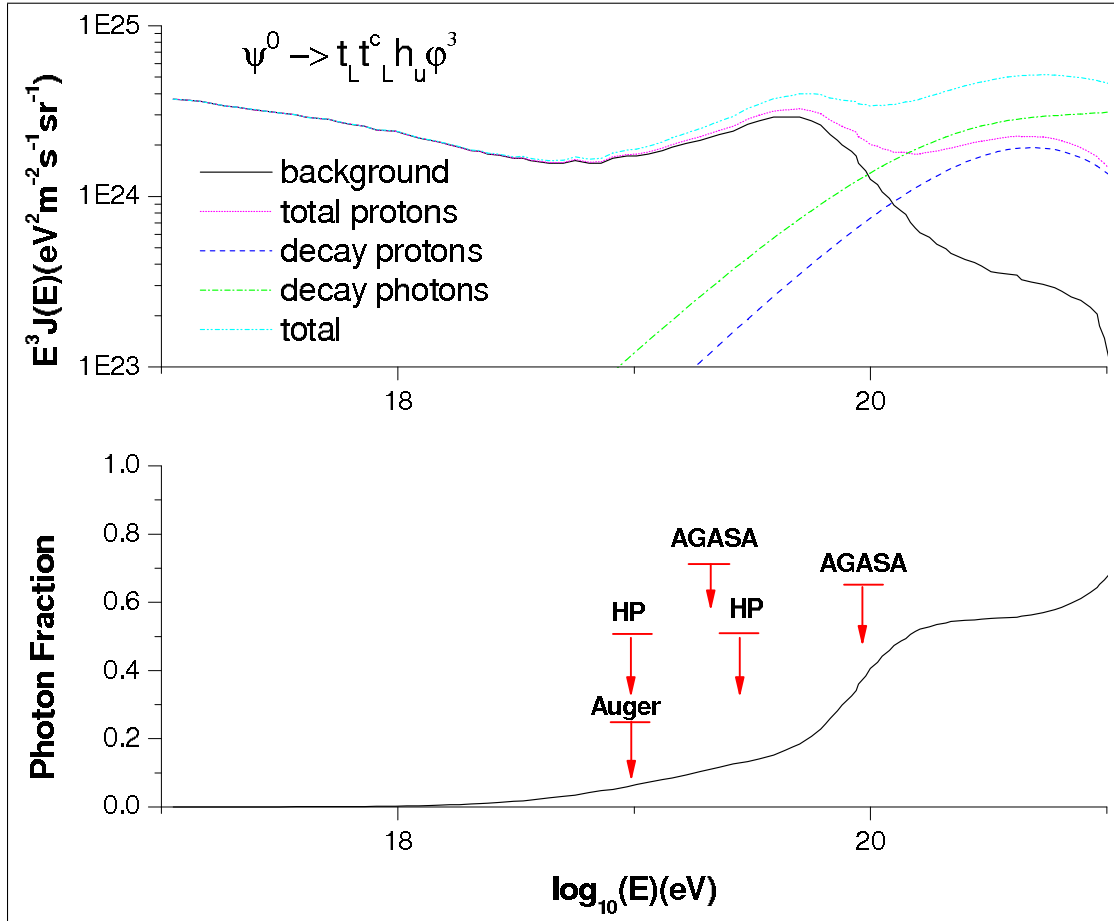 1E25
ψ⁰ –> t_L t^c_L h_u φ³
E³J(E)(eV²m⁻²s⁻¹sr⁻¹)
1E24
1E23
background
total protons
decay protons
decay photons
total
18
20
Photon Fraction
1.0
0.8
0.6
0.4
0.2
0.0
AGASA
AGASA
HP
HP
Auger
18
20
log₁₀(E)(eV)